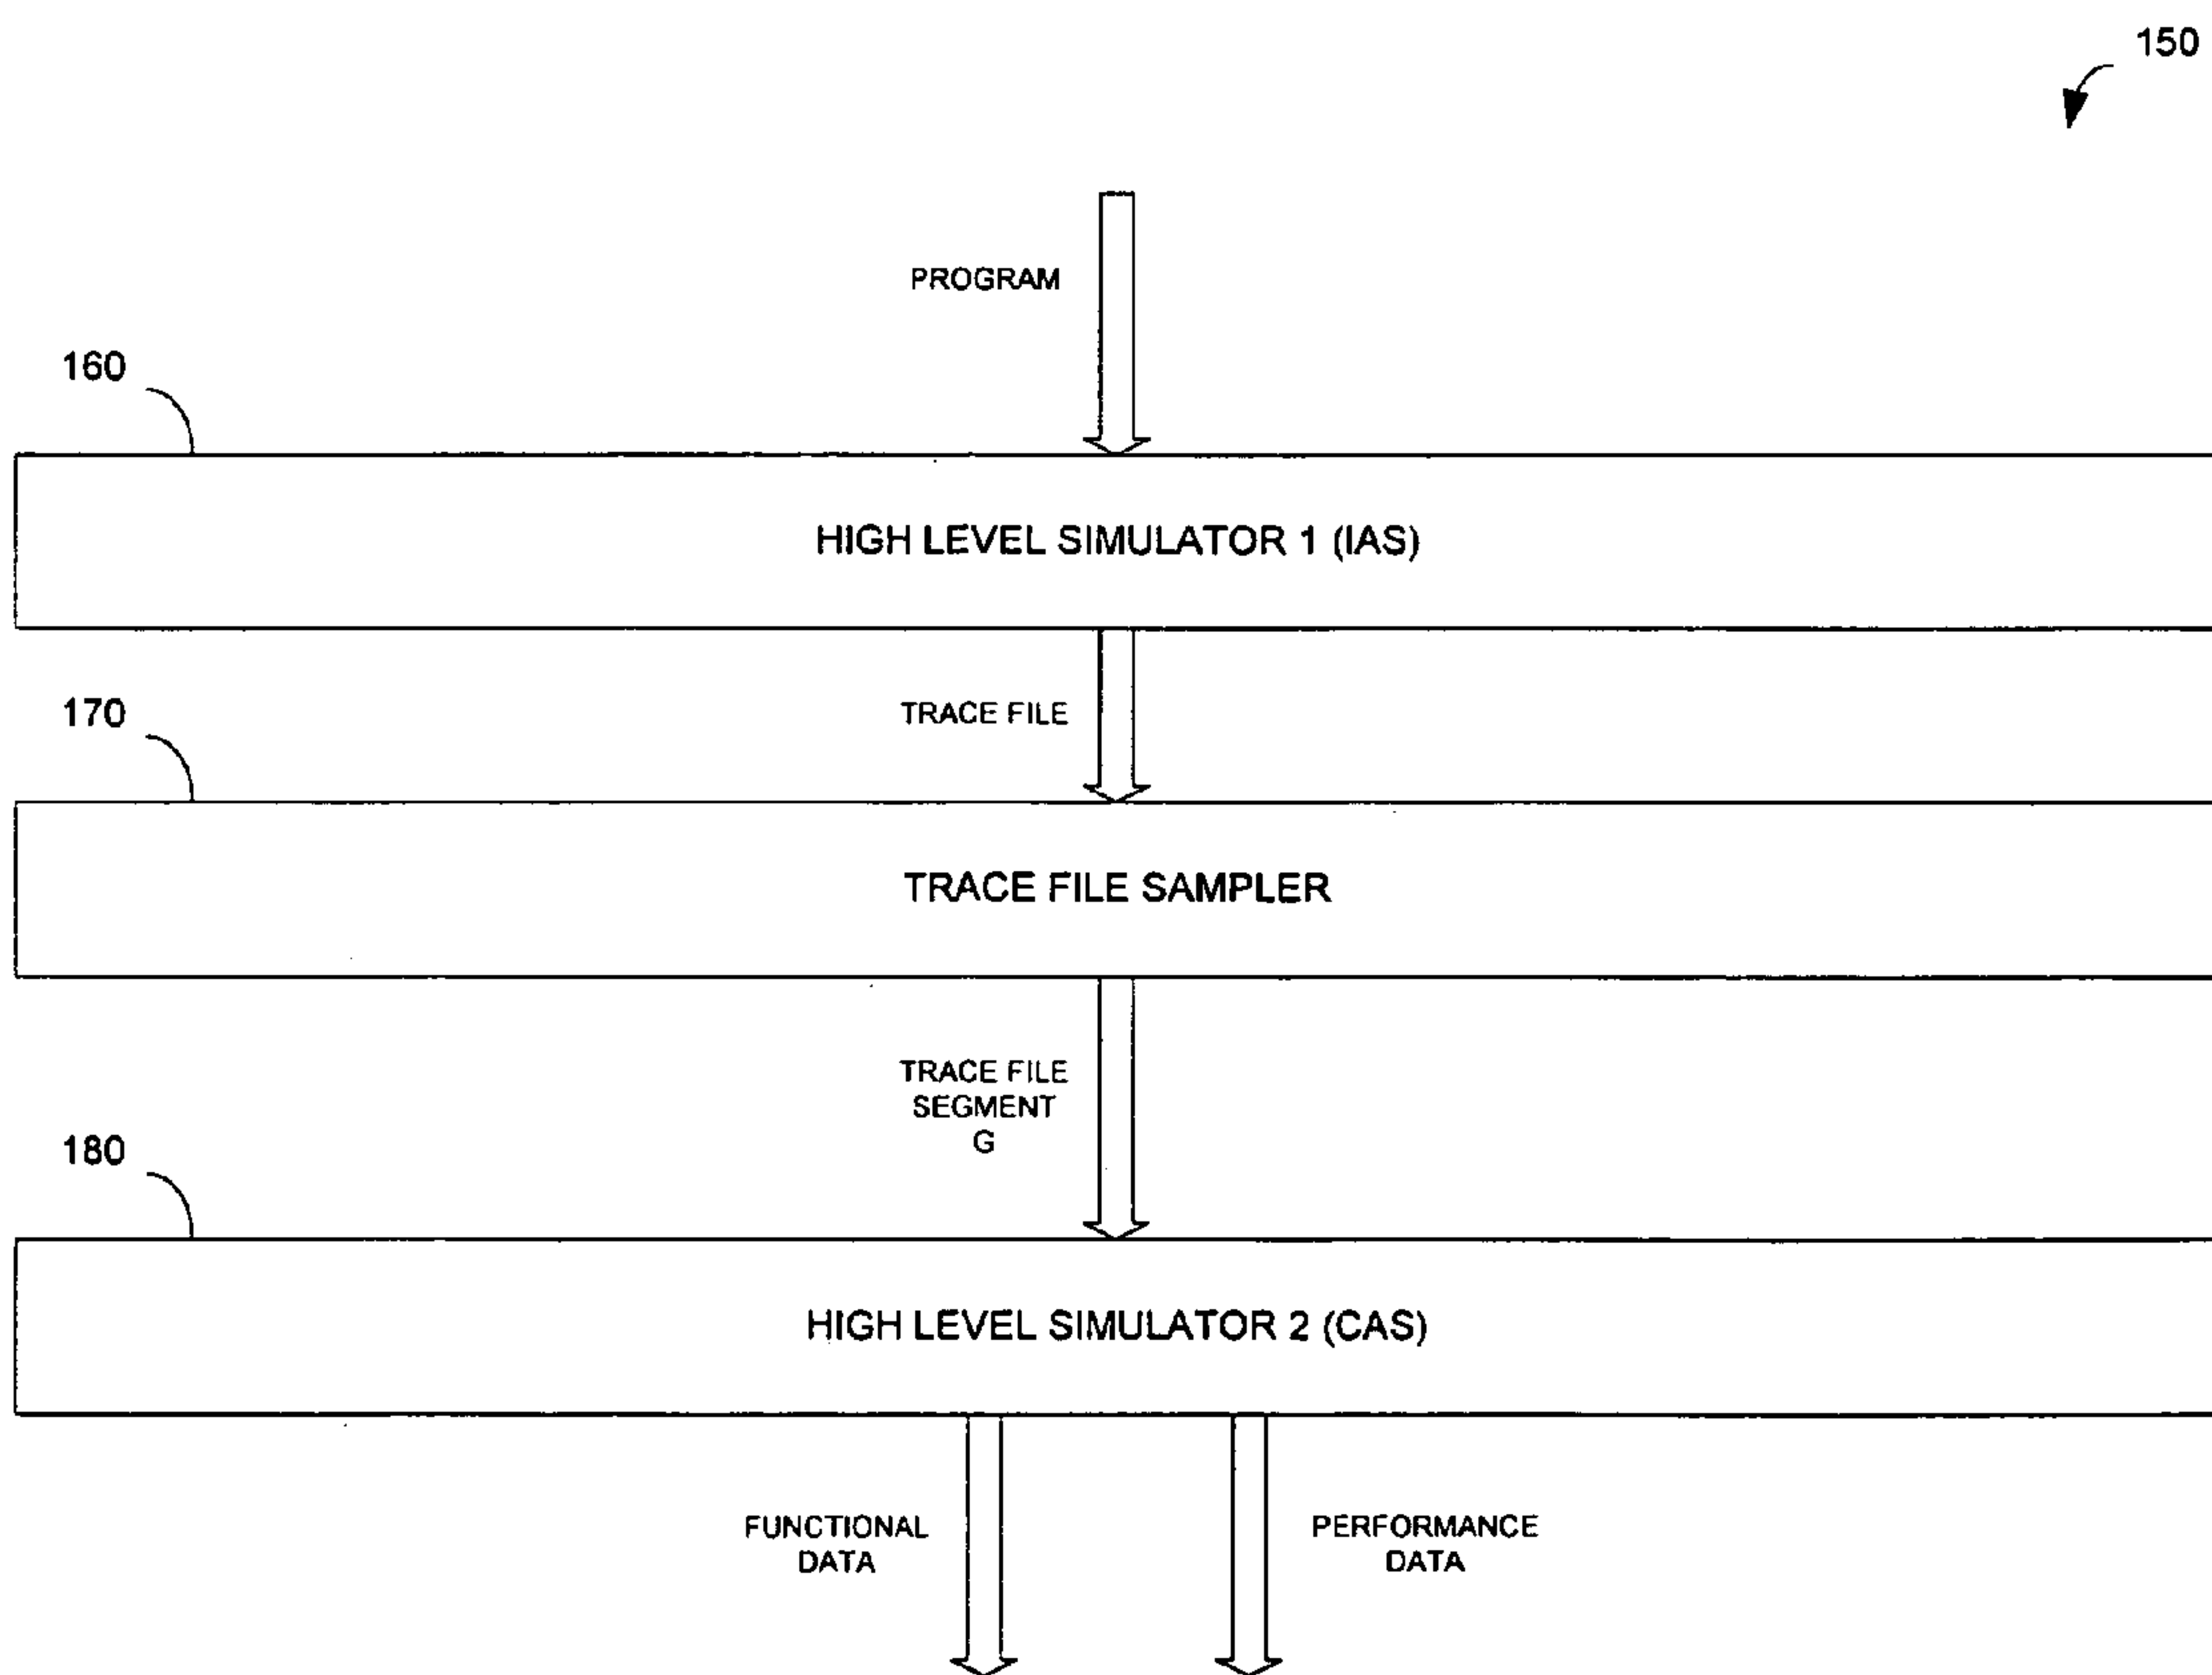 150
PROGRAM
160
HIGH LEVEL SIMULATOR 1 (IAS)
170
TRACE FILE
TRACE FILE SAMPLER
TRACE FILE
SEGMENT
G
180
HIGH LEVEL SIMULATOR 2 (CAS)
FUNCTIONAL
DATA
PERFORMANCE
DATA